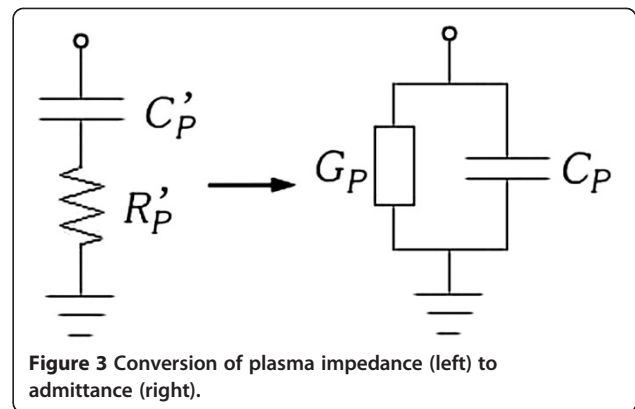 C'P
R'P
GP
CP
Figure 3 Conversion of plasma impedance (left) to
admittance (right).